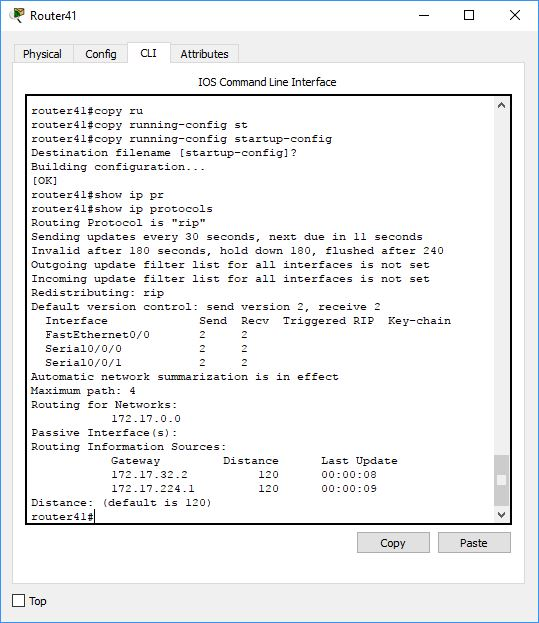 Router41
Physical Config CLI Attributes
IOS Command Line Interface
router41#copy ru
router41#copy running-config st
router41#copy running-config startup-config
Destination filename [startup-config]?
Building configuration...
[OK]
router41#show ip pr
router41#show ip protocols
Routing Protocol is "rip"
Sending updates every 30 seconds, next due in 11 seconds
Invalid after 180 seconds, hold down 180, flushed after 240
Outgoing update filter list for all interfaces is not set
Incoming update filter list for all interfaces is not set
Redistributing: rip
Default version control: send version 2, receive 2
Interface Send Recv Triggered RIP Key-chain
FastEthernet0/0 2 2
Serial0/0/0 2 2
Serial0/0/1 2 2
Automatic network summarization is in effect
Maximum path: 4
Routing for Networks:
172.17.0.0
Passive Interface(s):
Routing Information Sources:
Gateway Distance Last Update
172.17.32.2 120 00:00:08
172.17.224.1 120 00:00:09
Distance: (default is 120)
router41#
Copy Paste
Top